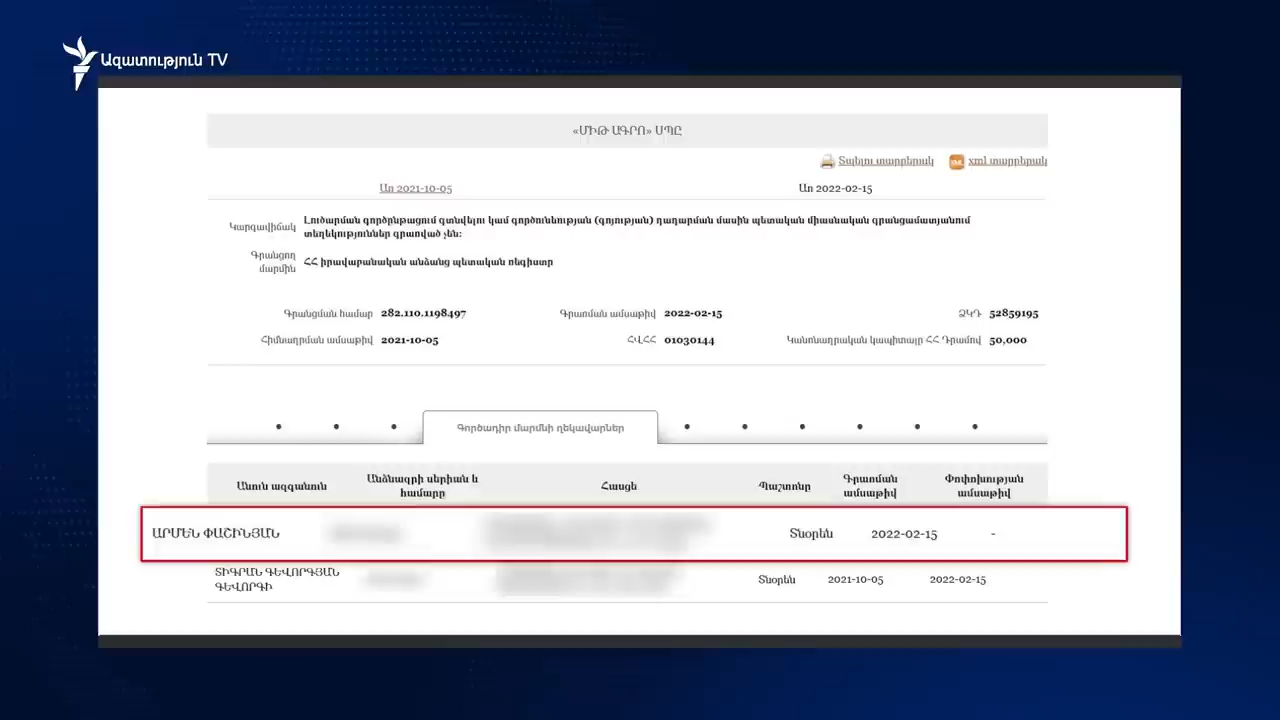 Ազատություն TV
«ՄԻԹ ԱԳՐՈ» ՍՊԸ
Տպելու տարբերակ XML xml տարբերակ
Առ 2021-10-05 Առ 2022-02-15
Կարգավիճակ Լուծարման գործընթացում գտնվելու կամ գործունեության (գոյության) դադարման մասին պետական միասնական գրանցամատյանում
տեղեկություններ գրառված չեն:
Գրանցող
մարմին ՀՀ իրավաբանական անձանց պետական ռեգիստր
Գրանցման համար 282.110.1198497 Գրառման ամսաթիվ 2022-02-15 ՁԿԴ 52859195
Հիմնադրման ամսաթիվ 2021-10-05 ՀՎՀՀ 01030144 Կանոնադրական կապիտալը ՀՀ Դրամով 50,000
Գործադիր մարմնի ղեկավարներ
Անուն ազգանուն Անձնագրի սերիան և համարը Հասցե Պաշտոնը Գրառման ամսաթիվ Փոփոխության ամսաթիվ
ԱՐՄԵՆ ՓԱՇԻՆՅԱՆ Տնօրեն 2022-02-15 -
ՏԻԳՐԱՆ ԳԵՎՈՐԳՅԱՆ
ԳԵՎՈՐԳԻ Տնօրեն 2021-10-05 2022-02-15